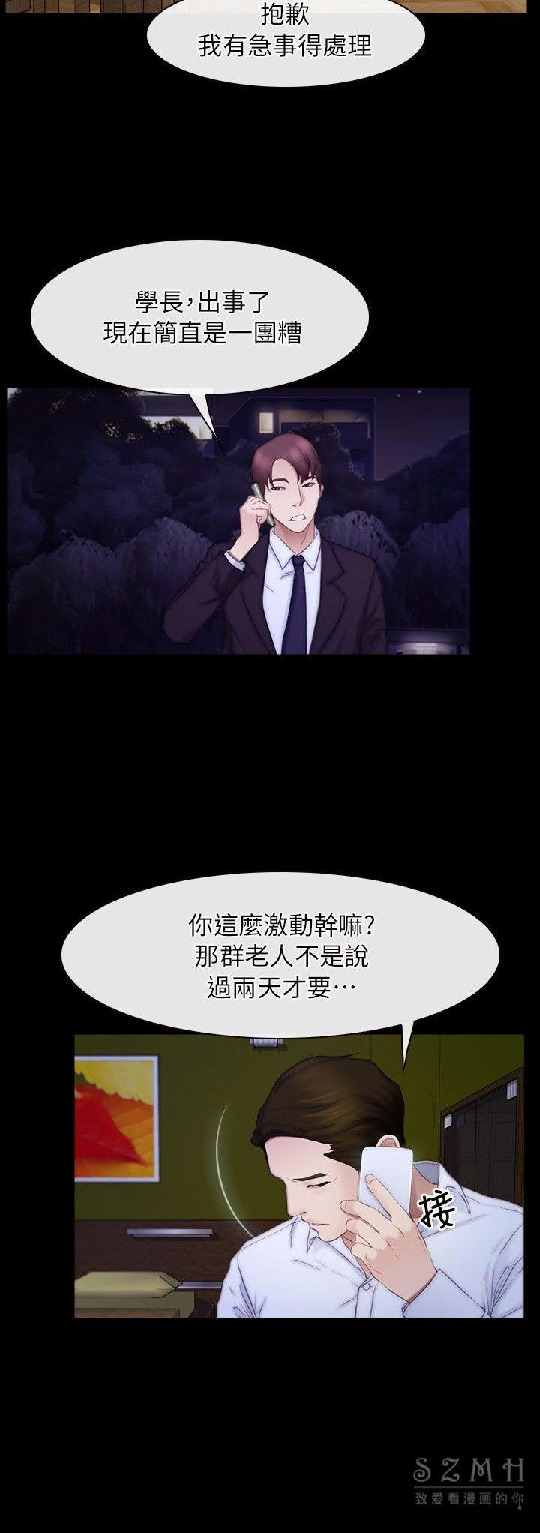 抱歉
我有急事得處理
學長,出事了
現在簡直是一團糟
你這麼激動幹嘛?
那群老人不是說
過兩天才要…
接
SZMH
致爱看漫画的你